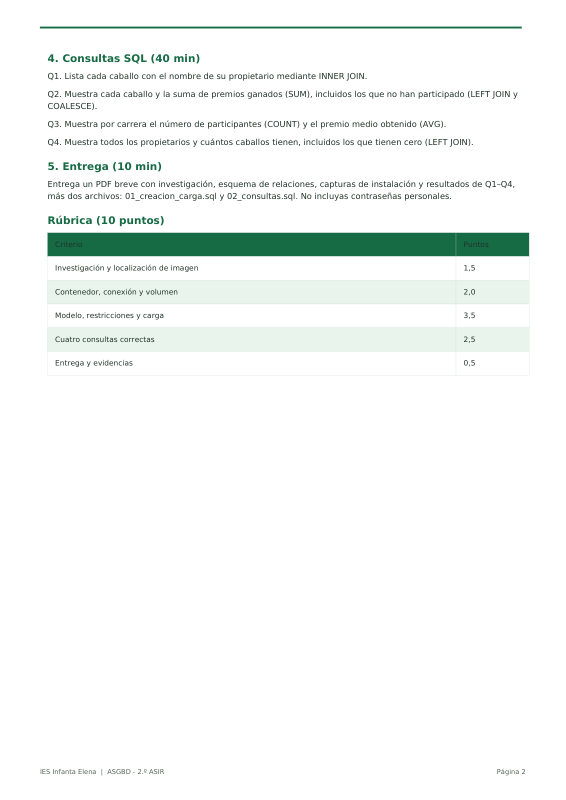 4. Consultas SQL (40 min)
Q1. Lista cada caballo con el nombre de su propietario mediante INNER JOIN.
Q2. Muestra cada caballo y la suma de premios ganados (SUM), incluidos los que no han participado (LEFT JOIN y
COALESCE).
Q3. Muestra por carrera el número de participantes (COUNT) y el premio medio obtenido (AVG).
Q4. Muestra todos los propietarios y cuántos caballos tienen, incluidos los que tienen cero (LEFT JOIN).
5. Entrega (10 min)
Entrega un PDF breve con investigación, esquema de relaciones, capturas de instalación y resultados de Q1–Q4,
más dos archivos: 01_creacion_carga.sql y 02_consultas.sql. No incluyas contraseñas personales.
Rúbrica (10 puntos)
Criterio Puntos
Investigación y localización de imagen 1,5
Contenedor, conexión y volumen 2,0
Modelo, restricciones y carga 3,5
Cuatro consultas correctas 2,5
Entrega y evidencias 0,5
IES Infanta Elena | ASGBD - 2.º ASIR Página 2